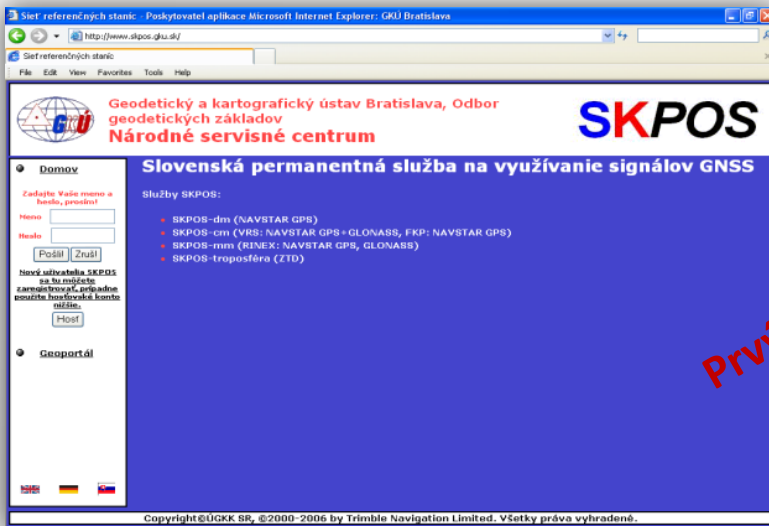 Sieť referenčných staníc - Poskytovateľ aplikace Microsoft Internet Explorer: GKÚ Bratislava
http://www.skpos.gku.sk/
Sieť referenčných staníc
File Edit View Favorites Tools Help
GKÚ
Geodetický a kartografický ústav Bratislava, Odbor
geodetických základov
Národné servisné centrum
SKPOS
Domov
Zadajte Vaše meno a
heslo, prosím!
Meno
Heslo
Pošli! Zruš!
Nový uživatelia SKPOS
sa tu môžete
zaregistrovať, prípadne
použite hosťovské konto
nižšie.
Hosť
Geoportál
Slovenská permanentná služba na využívanie signálov GNSS
Služby SKPOS:
SKPOS-dm (NAVSTAR GPS)
SKPOS-cm (VRS: NAVSTAR GPS+GLONASS, FKP: NAVSTAR GPS)
SKPOS-mm (RINEX: NAVSTAR GPS, GLONASS)
SKPOS-troposféra (ZTD)
Prvý
Copyright©ÚGKK SR, ©2000-2006 by Trimble Navigation Limited. Všetky práva vyhradené.